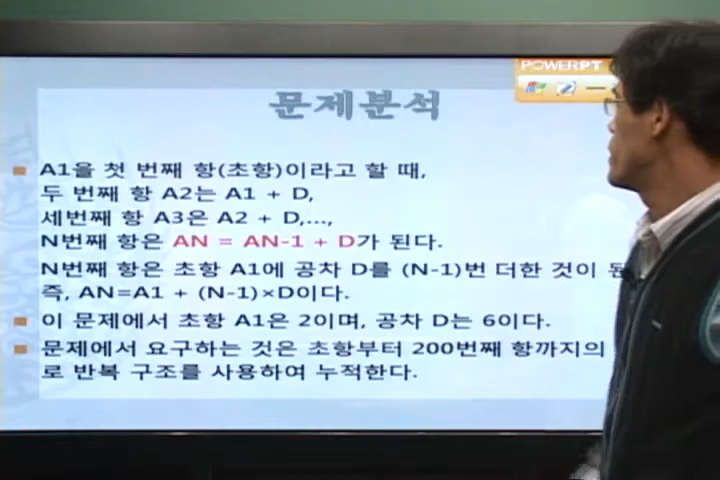 POWERPT
문제분석
A1을 첫 번째 항(초항)이라고 할 때,
두 번째 항 A2는 A1 + D,
세번째 항 A3은 A2 + D,...,
N번째 항은 AN = AN-1 + D가 된다.
N번째 항은 초항 A1에 공차 D를 (N-1)번 더한 것이
즉, AN=A1 + (N-1)×D이다.
이 문제에서 초항 A1은 2이며, 공차 D는 6이다.
문제에서 요구하는 것은 초항부터 200번째 항까지의
로 반복 구조를 사용하여 누적한다.